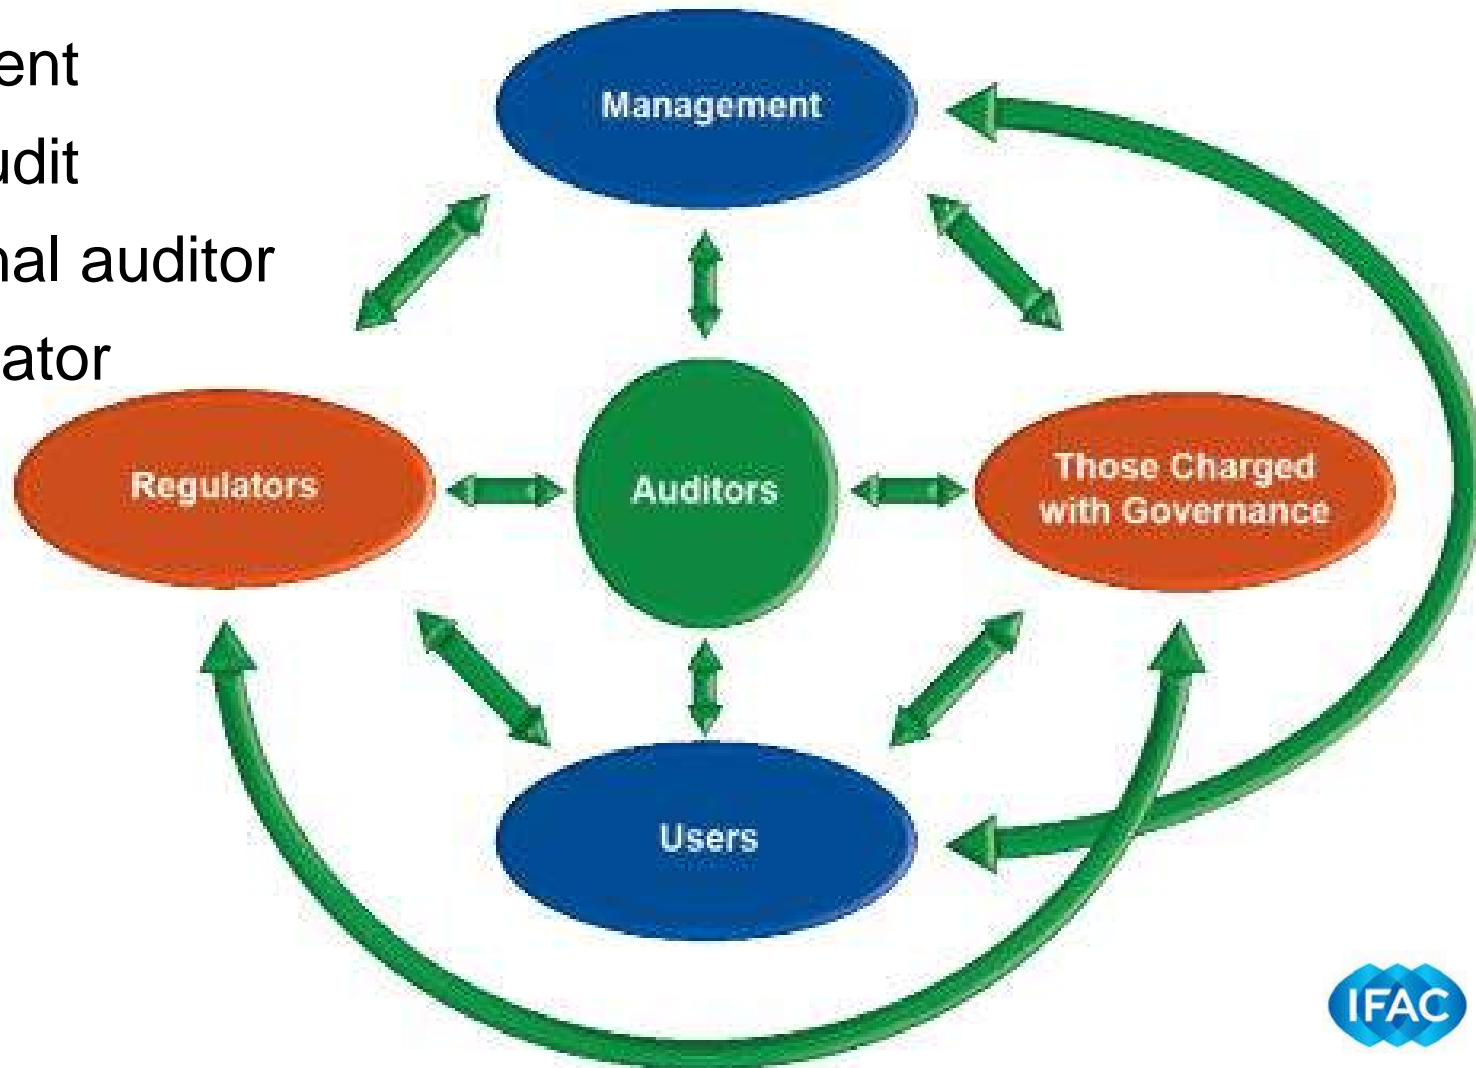 ent
udit
nal auditor
ator
Management
Regulators
Auditors
Those Charged
with Governance
Users
IFAC